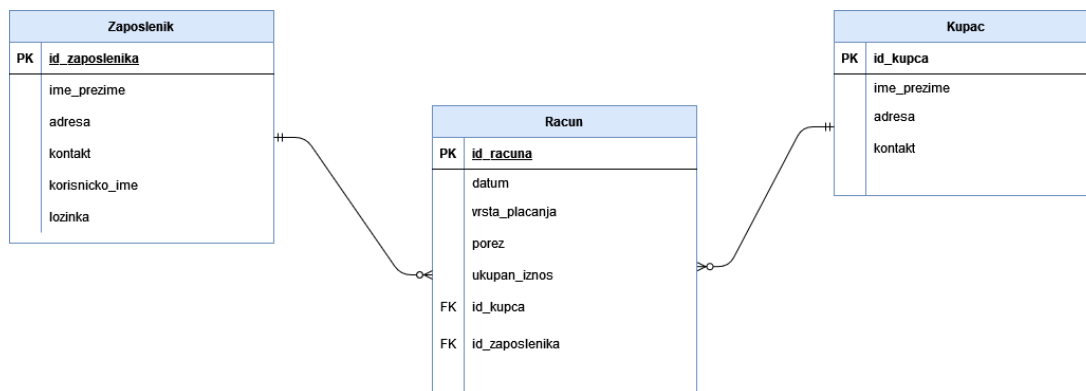 Zaposlenik
PK id_zaposlenika
ime_prezime
adresa
kontakt
korisnicko_ime
lozinka
Racun
PK id_racuna
datum
vrsta_placanja
porez
ukupan_iznos
FK id_kupca
FK id_zaposlenika
Kupac
PK id_kupca
ime_prezime
adresa
kontakt